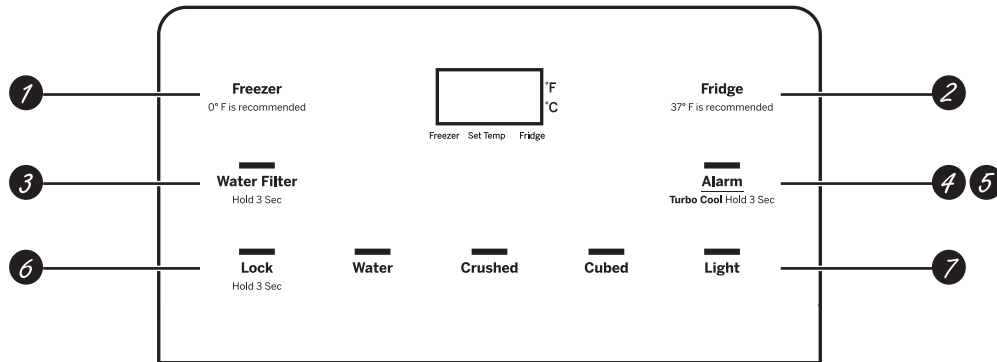 1 Freezer °F Fridge 2
0° F is recommended °C 37° F is recommended
Freezer Set Temp Fridge
3 Water Filter Alarm 4 5
Hold 3 Sec Turbo Cool Hold 3 Sec
6 Lock Water Crushed Cubed Light 7
Hold 3 Sec